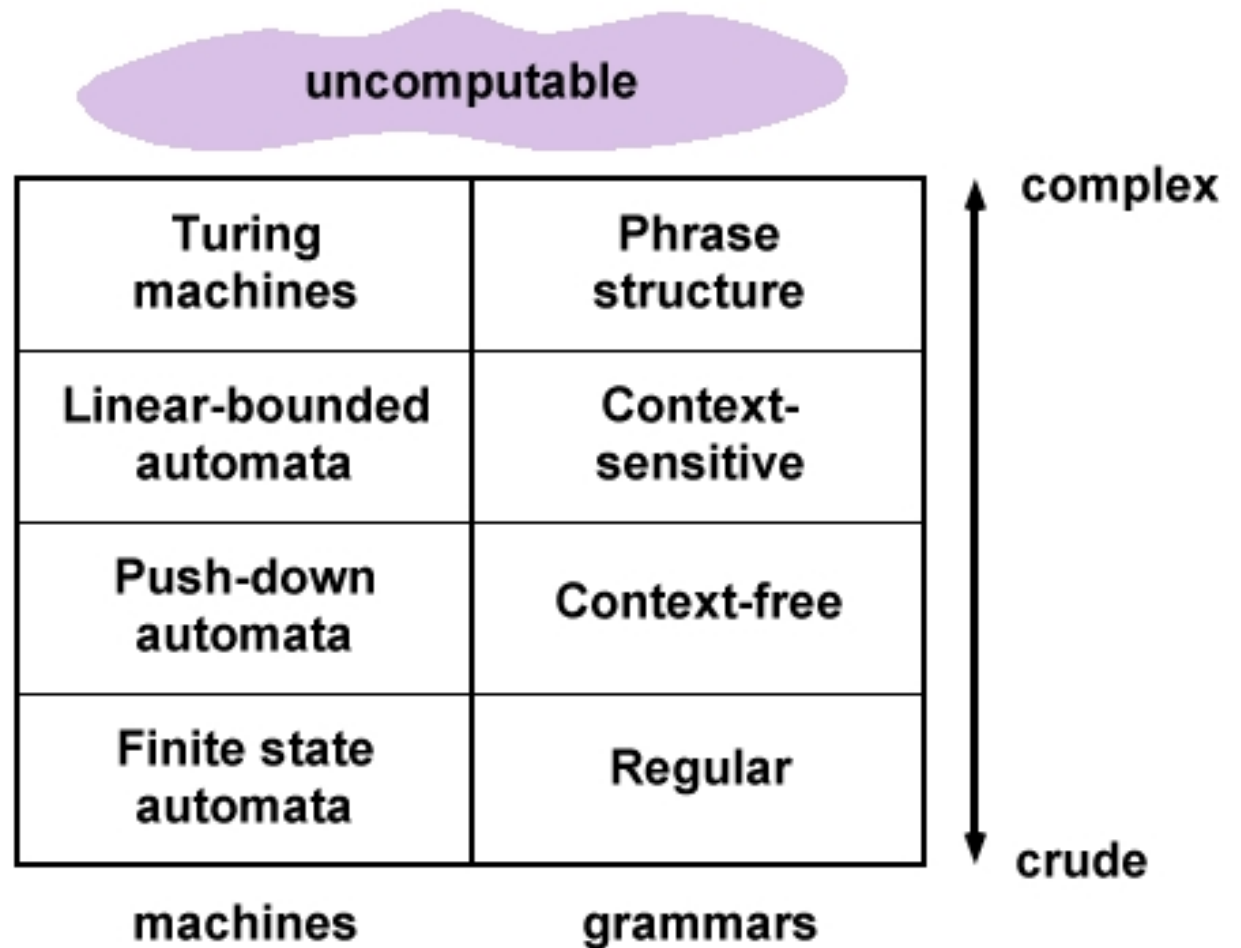 uncomputable
complex
Turing
machines
Phrase
structure
Linear-bounded
automata
Context-
sensitive
Push-down
automata
Context-free
Finite state
automata
Regular
crude
machines
grammars